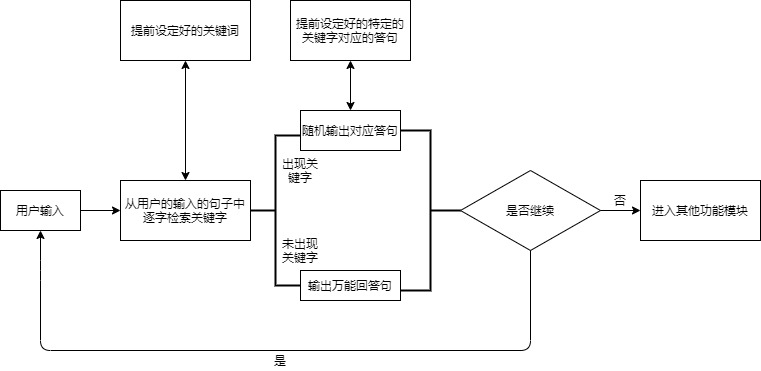 提前设定好的关键词
提前设定好的特定的
关键字对应的答句
随机输出对应答句
出现关
键字
用户输入
从用户的输入的句子中
逐字检索关键字
是否继续
否
进入其他功能模块
未出现
关键字
输出万能回答句
是